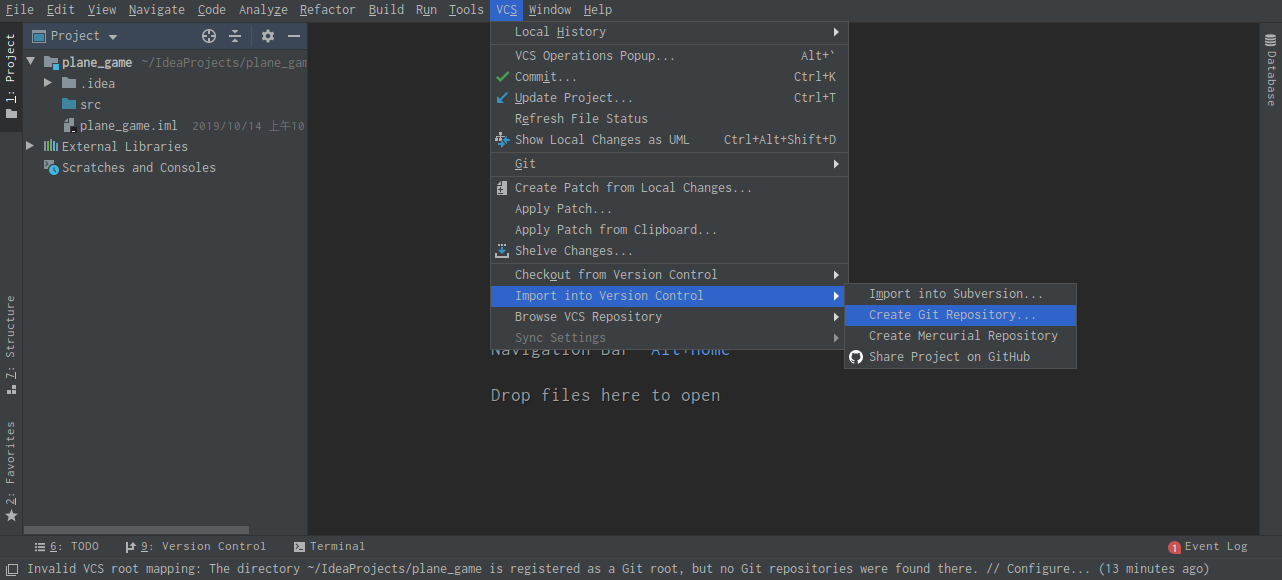 File Edit View Navigate Code Analyze Refactor Build Run Tools VCS Window Help
Project
1: Project
plane_game ~/IdeaProjects/plane_gam
.idea
src
plane_game.iml 2019/10/14 上午10
External Libraries
Scratches and Consoles
7: Structure
2: Favorites
Local History
VCS Operations Popup... Alt+`
Commit... Ctrl+K
Update Project... Ctrl+T
Refresh File Status
Show Local Changes as UML Ctrl+Alt+Shift+D
Git
Create Patch from Local Changes...
Apply Patch...
Apply Patch from Clipboard...
Shelve Changes...
Checkout from Version Control
Import into Version Control
Browse VCS Repository
Sync Settings
Import into Subversion...
Create Git Repository...
Create Mercurial Repository
Share Project on GitHub
Navigation Bar Alt+Home
Drop files here to open
Database
6: TODO 9: Version Control Terminal 1 Event Log
Invalid VCS root mapping: The directory ~/IdeaProjects/plane_game is registered as a Git root, but no Git repositories were found there. // Configure... (13 minutes ago)